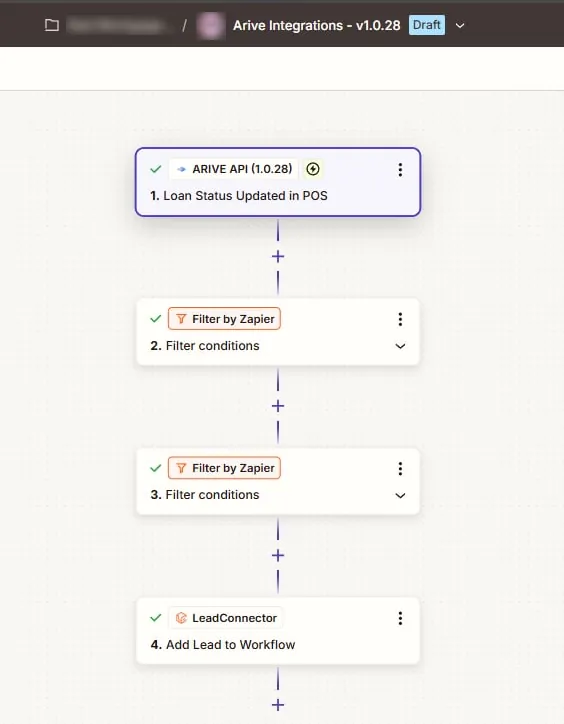 / Arive Integrations - v1.0.28 Draft
ARIVE API (1.0.28)
1. Loan Status Updated in POS
Filter by Zapier
2. Filter conditions
Filter by Zapier
3. Filter conditions
LeadConnector
4. Add Lead to Workflow